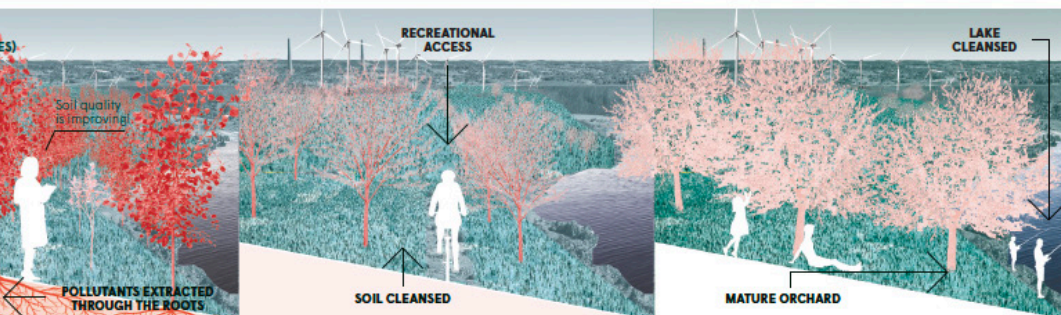 ES)
Soil quality
is improving!
POLLUTANTS EXTRACTED
THROUGH THE ROOTS
RECREATIONAL
ACCESS
SOIL CLEANSED
LAKE
CLEANSED
MATURE ORCHARD